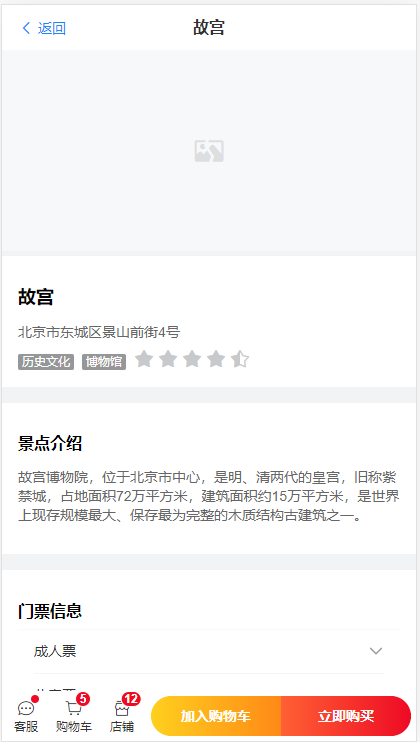 返回
故宫
故宫
北京市东城区景山前街4号
历史文化 博物馆
景点介绍
故宫博物院，位于北京市中心，是明、清两代的皇宫，旧称紫
禁城，占地面积72万平方米，建筑面积约15万平方米，是世界
上现存规模最大、保存最为完整的木质结构古建筑之一。
门票信息
成人票
5 12
客服 购物车 店铺 加入购物车 立即购买